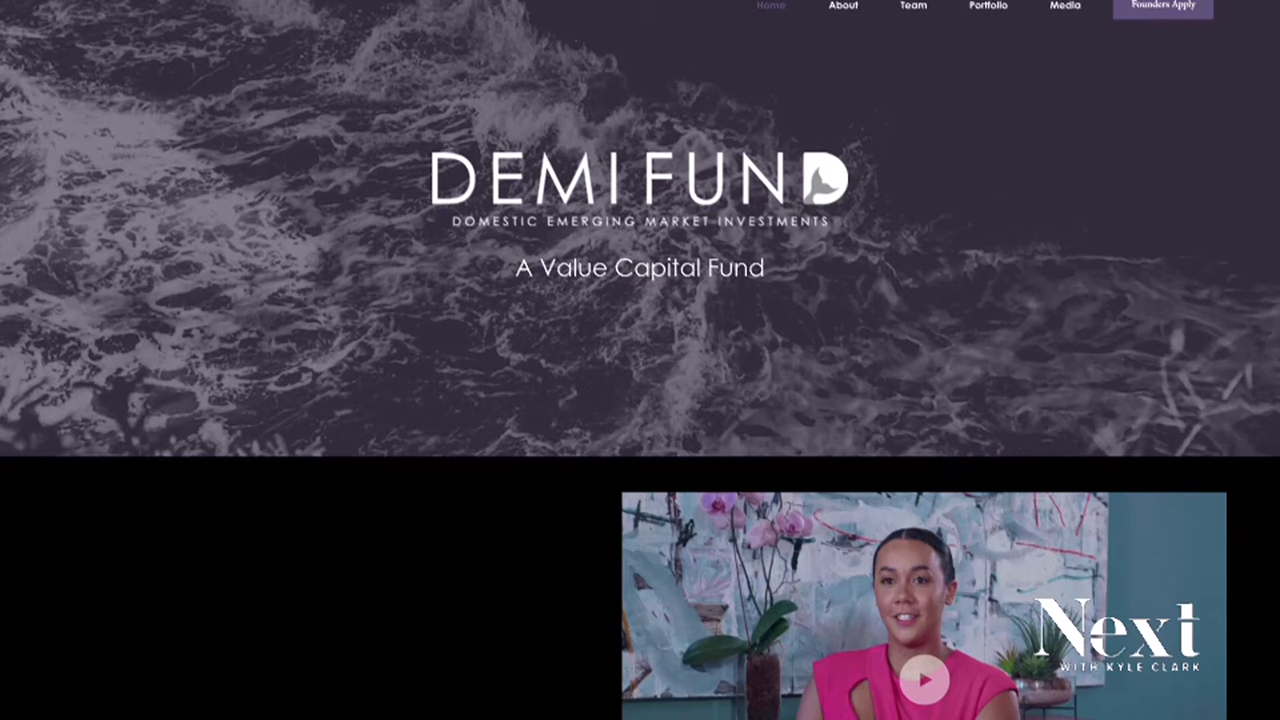 Home About Team Portfolio Media Founders Apply
DEMI FUND
DOMESTIC EMERGING MARKET INVESTMENTS
A Value Capital Fund
Next
WITH KYLE CLARK